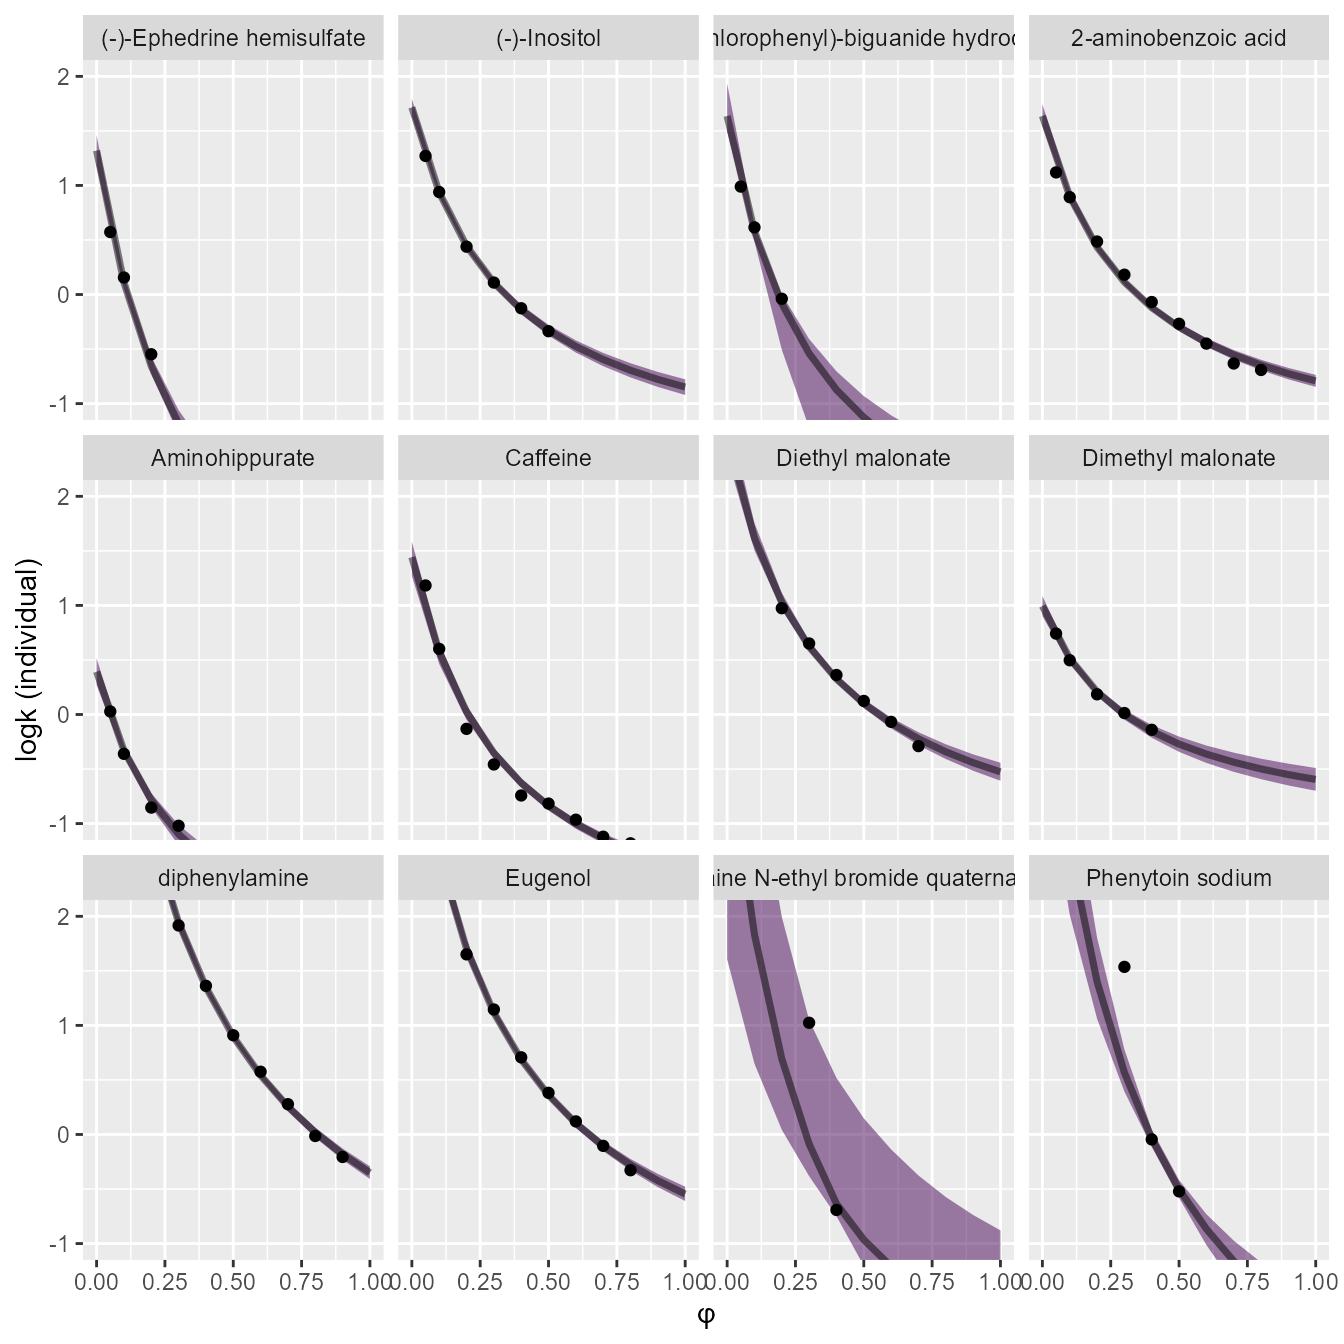 (-)-Ephedrine hemisulfate
(-)-Inositol
hlorophenyl)-biguanide hydroc
2-aminobenzoic acid
2
1
0
-1
Aminohippurate
Caffeine
Diethyl malonate
Dimethyl malonate
2
1
0
-1
logk (individual)
diphenylamine
Eugenol
nine N-ethyl bromide quaterna
Phenytoin sodium
2
1
0
-1
0.00 0.25 0.50 0.75 1.00
0.00 0.25 0.50 0.75 1.00
0.00 0.25 0.50 0.75 1.00
0.00 0.25 0.50 0.75 1.00
φ